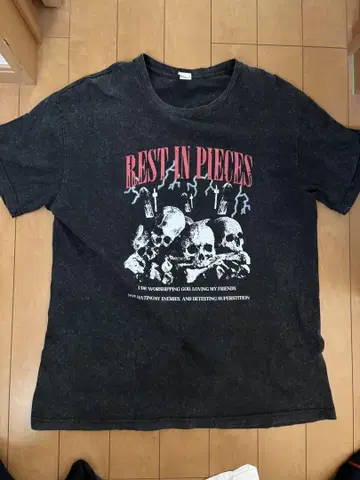 REST IN PIECES
I DIE WORSHIPPING GOD, LOVING MY FRIENDS
HATING MY ENEMIES, AND DETESTING SUPERSTITION